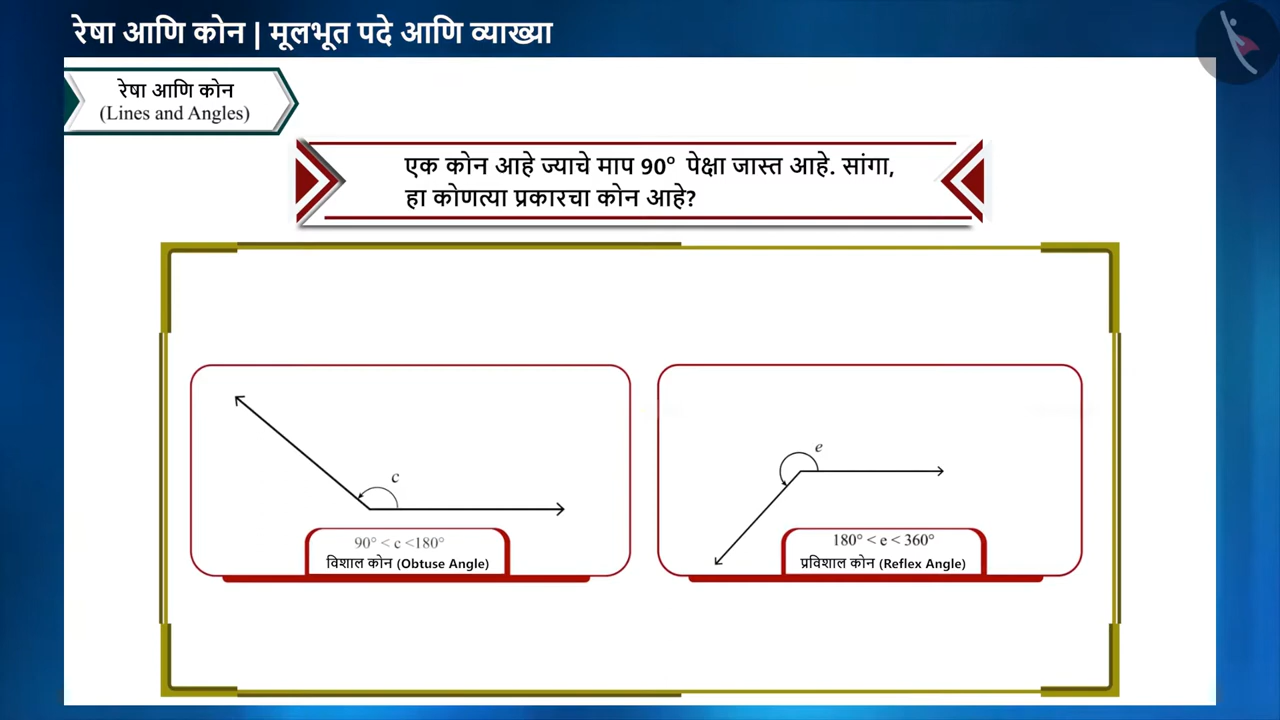 रेषा आणि कोन | मूलभूत पदे आणि व्याख्या
रेषा आणि कोन
(Lines and Angles)
एक कोन आहे ज्याचे माप 90° पेक्षा जास्त आहे. सांगा,
हा कोणत्या प्रकारचा कोन आहे?
c
90° < c <180°
विशाल कोन (Obtuse Angle)
e
180° < e < 360°
प्रविशाल कोन (Reflex Angle)